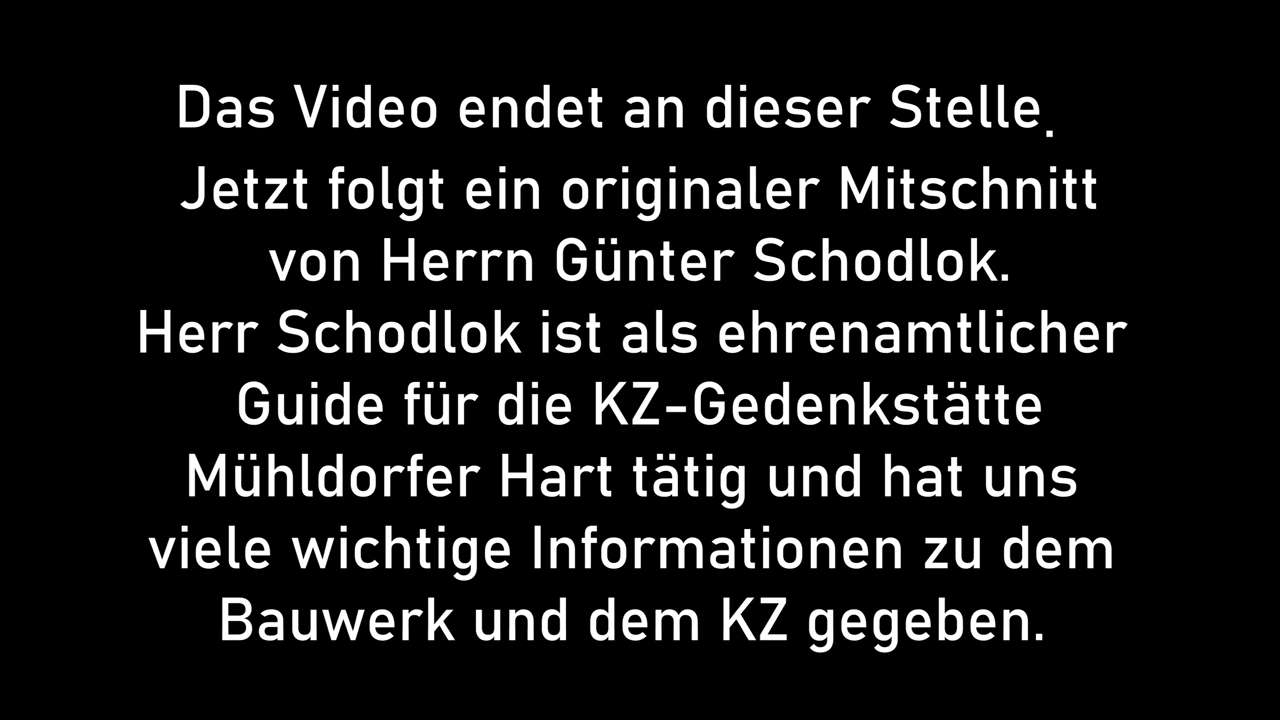 Das Video endet an dieser Stelle.
Jetzt folgt ein originaler Mitschnitt
von Herrn Günter Schodlok.
Herr Schodlok ist als ehrenamtlicher
Guide für die KZ-Gedenkstätte
Mühldorfer Hart tätig und hat uns
viele wichtige Informationen zu dem
Bauwerk und dem KZ gegeben.